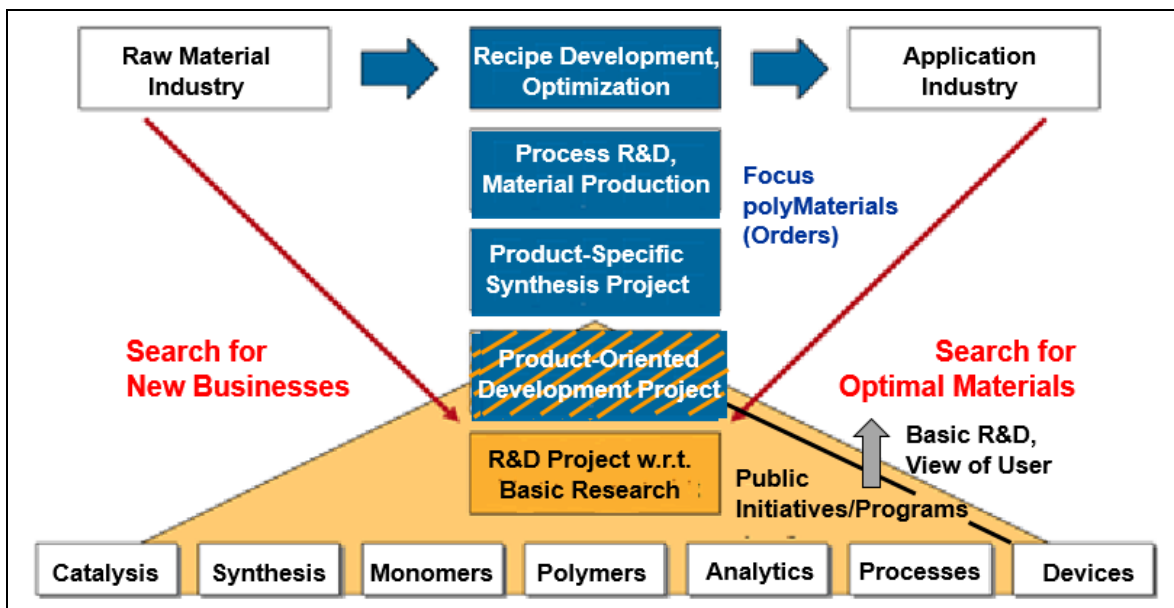 Raw Material
Industry
Recipe Development,
Optimization
Application
Industry
Process R&D,
Material Production
Focus
polyMaterials
(Orders)
Product-Specific
Synthesis Project
Search for
New Businesses
Product-Oriented
Development Project
Search for
Optimal Materials
R&D Project w.r.t.
Basic Research
Basic R&D,
View of User
Public
Initiatives/Programs
Catalysis
Synthesis
Monomers
Polymers
Analytics
Processes
Devices